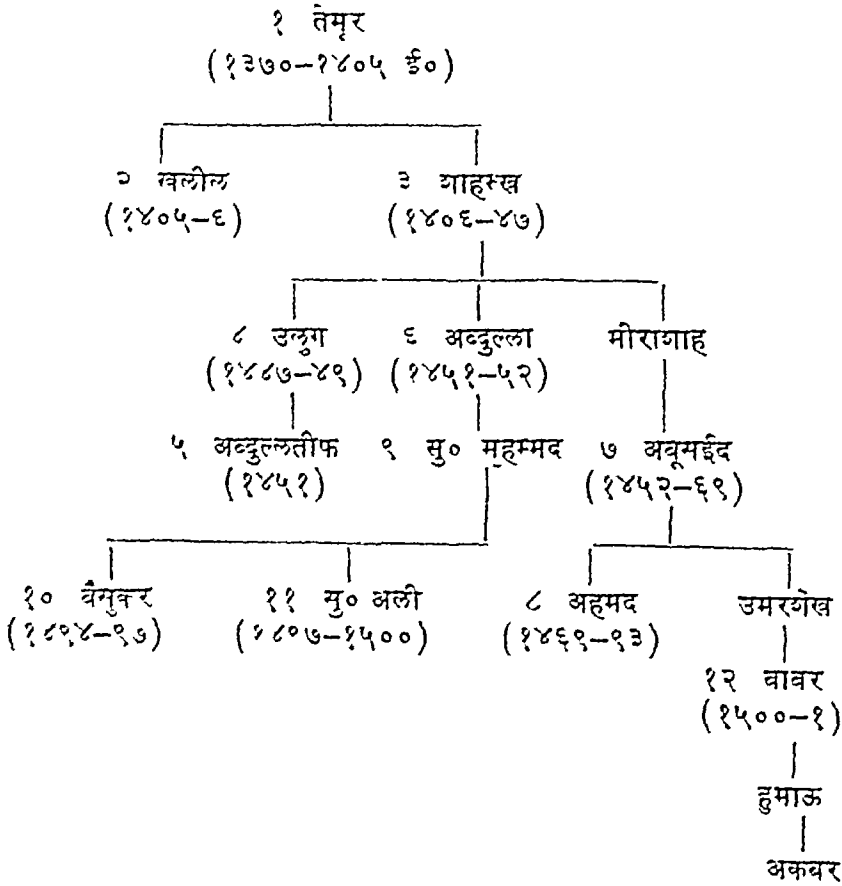 १ तेमूर
(१३७०–१४०५ ई०)
२ खलील ३ शाहरुख
(१४०५–६) (१४०६–४७)
४ उलुग ६ अब्दुल्ला मीराशाह
(१४४७–४९) (१४५१–५२)
५ अब्दुल्लतीफ ९ सु० मुहम्मद ७ अबूसईद
(१४५१) (१४५२–६९)
१० बैसुकर ११ सु० अली ८ अहमद उमरशेख
(१४९४–९७) (१४९७–१५००) (१४६९–९३)
१२ बाबर
(१५००–१)
हुमाऊ
अकबर